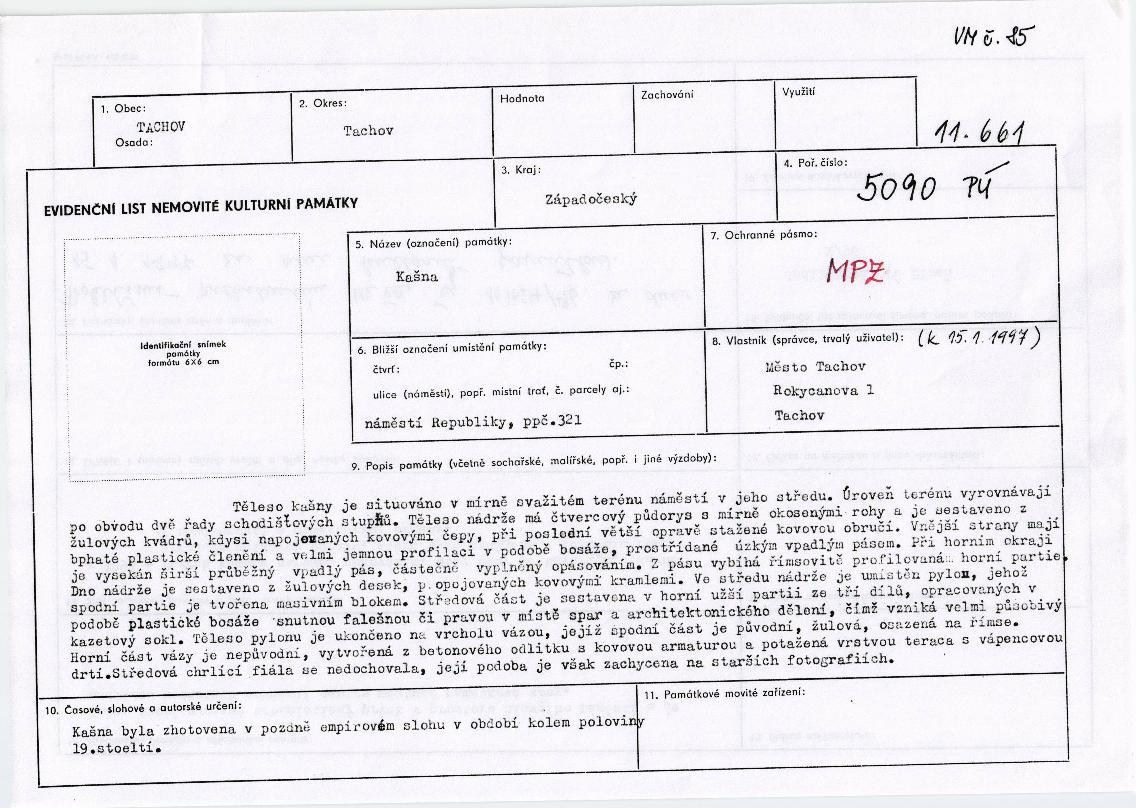 VM č. 85
1. Obec:
TACHOV
Osada:
2. Okres:
Tachov
Hodnota
Zachování
Využití
11.661
3. Kraj:
Západočeský
4. Poř. číslo:
5090 PÚ
EVIDENČNÍ LIST NEMOVITÉ KULTURNÍ PAMÁTKY
Identifikační snímek
památky
formátu 6X6 cm
5. Název (označení) památky:
Kašna
7. Ochranné pásmo:
MPZ
6. Bližší označení umístění památky:
čtvrť: čp.:
ulice (náměstí), popř. místní trať, č. parcely aj.:
náměstí Republiky, ppč.321
8. Vlastník (správce, trvalý uživatel): (k 15.1.1997)
Město Tachov
Rokycanova 1
Tachov
9. Popis památky (včetně sochařské, malířské, popř. i jiné výzdoby):
Těleso kašny je situováno v mírně svažitém terénu náměstí v jeho středu. Úroveň terénu vyrovnávají
po obvodu dvě řady schodišťových stupňů. Těleso nádrže má čtvercový půdorys s mírně okosenými rohy a je sestaveno z
žulových kvádrů, kdysi napojovaných kovovými čepy, při poslední větší opravě stažené kovovou obručí. Vnější strany mají
bphaté plastické členění a velmi jemnou profilaci v podobě bosáže, prostřídané úzkým vpadlým pásem. Při horním okraji
je vysekán širší průběžný vpadlý pás, částečně vyplněný opásováním. Z pásu vybíhá římsovitě profilovaná horní partie.
Dno nádrže je sestaveno z žulových desek, p.opojovaných kovovými kramlemi. Ve středu nádrže je umístěn pylon, jehož
spodní partie je tvořena masivním blokem. Středová část je sestavena v horní užší partii ze tří dílů, opracovaných v
podobě plastické bosáže snutnou falešnou či pravou v místě spar a architektonického dělení, čímž vzniká velmi působivý
kazetový sokl. Těleso pylonu je ukončeno na vrcholu vázou, jejíž spodní část je původní, žulová, osazená na římse.
Horní část vázy je nepůvodní, vytvořená z betonového odlitku s kovovou armaturou a potažená vrstvou teraca s vápencovou
drtí.Středová chrlící fiála se nedochovala, její podoba je však zachycena na starších fotografiích.
10. Časové, slohové a autorské určení:
Kašna byla zhotovena v pozdně empírovém slohu v období kolem poloviny
19.stoeltí.
11. Památkové movité zařízení: